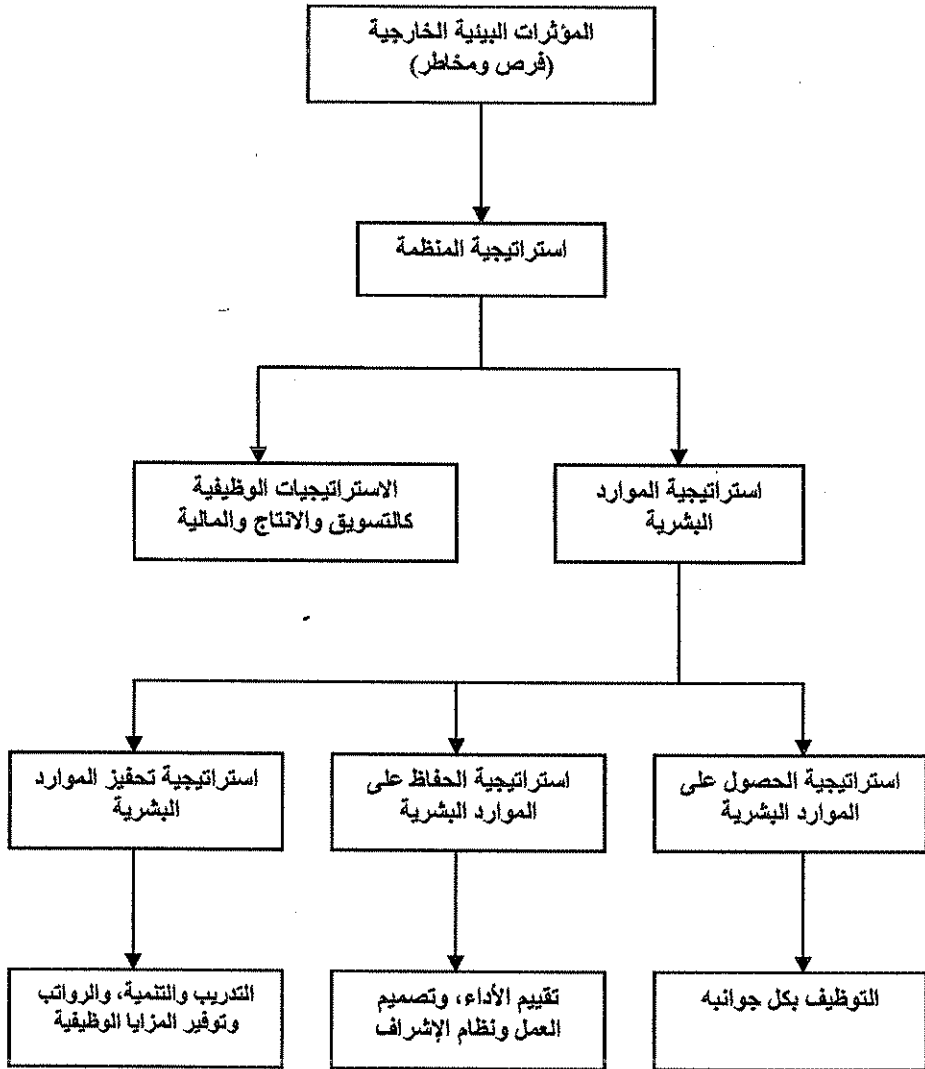 المؤثرات البيئية الخارجية
(فرص ومخاطر)
استراتيجية المنظمة
استراتيجية الموارد
البشرية
الاستراتيجيات الوظيفية
كالتسويق والانتاج والمالية
استراتيجية الحصول على
الموارد البشرية
استراتيجية الحفاظ على
الموارد البشرية
استراتيجية تحفيز الموارد
البشرية
التوظيف بكل جوانبه
تقييم الأداء، وتصميم
العمل ونظام الإشراف
التدريب والتنمية، والرواتب
وتوفير المزايا الوظيفية